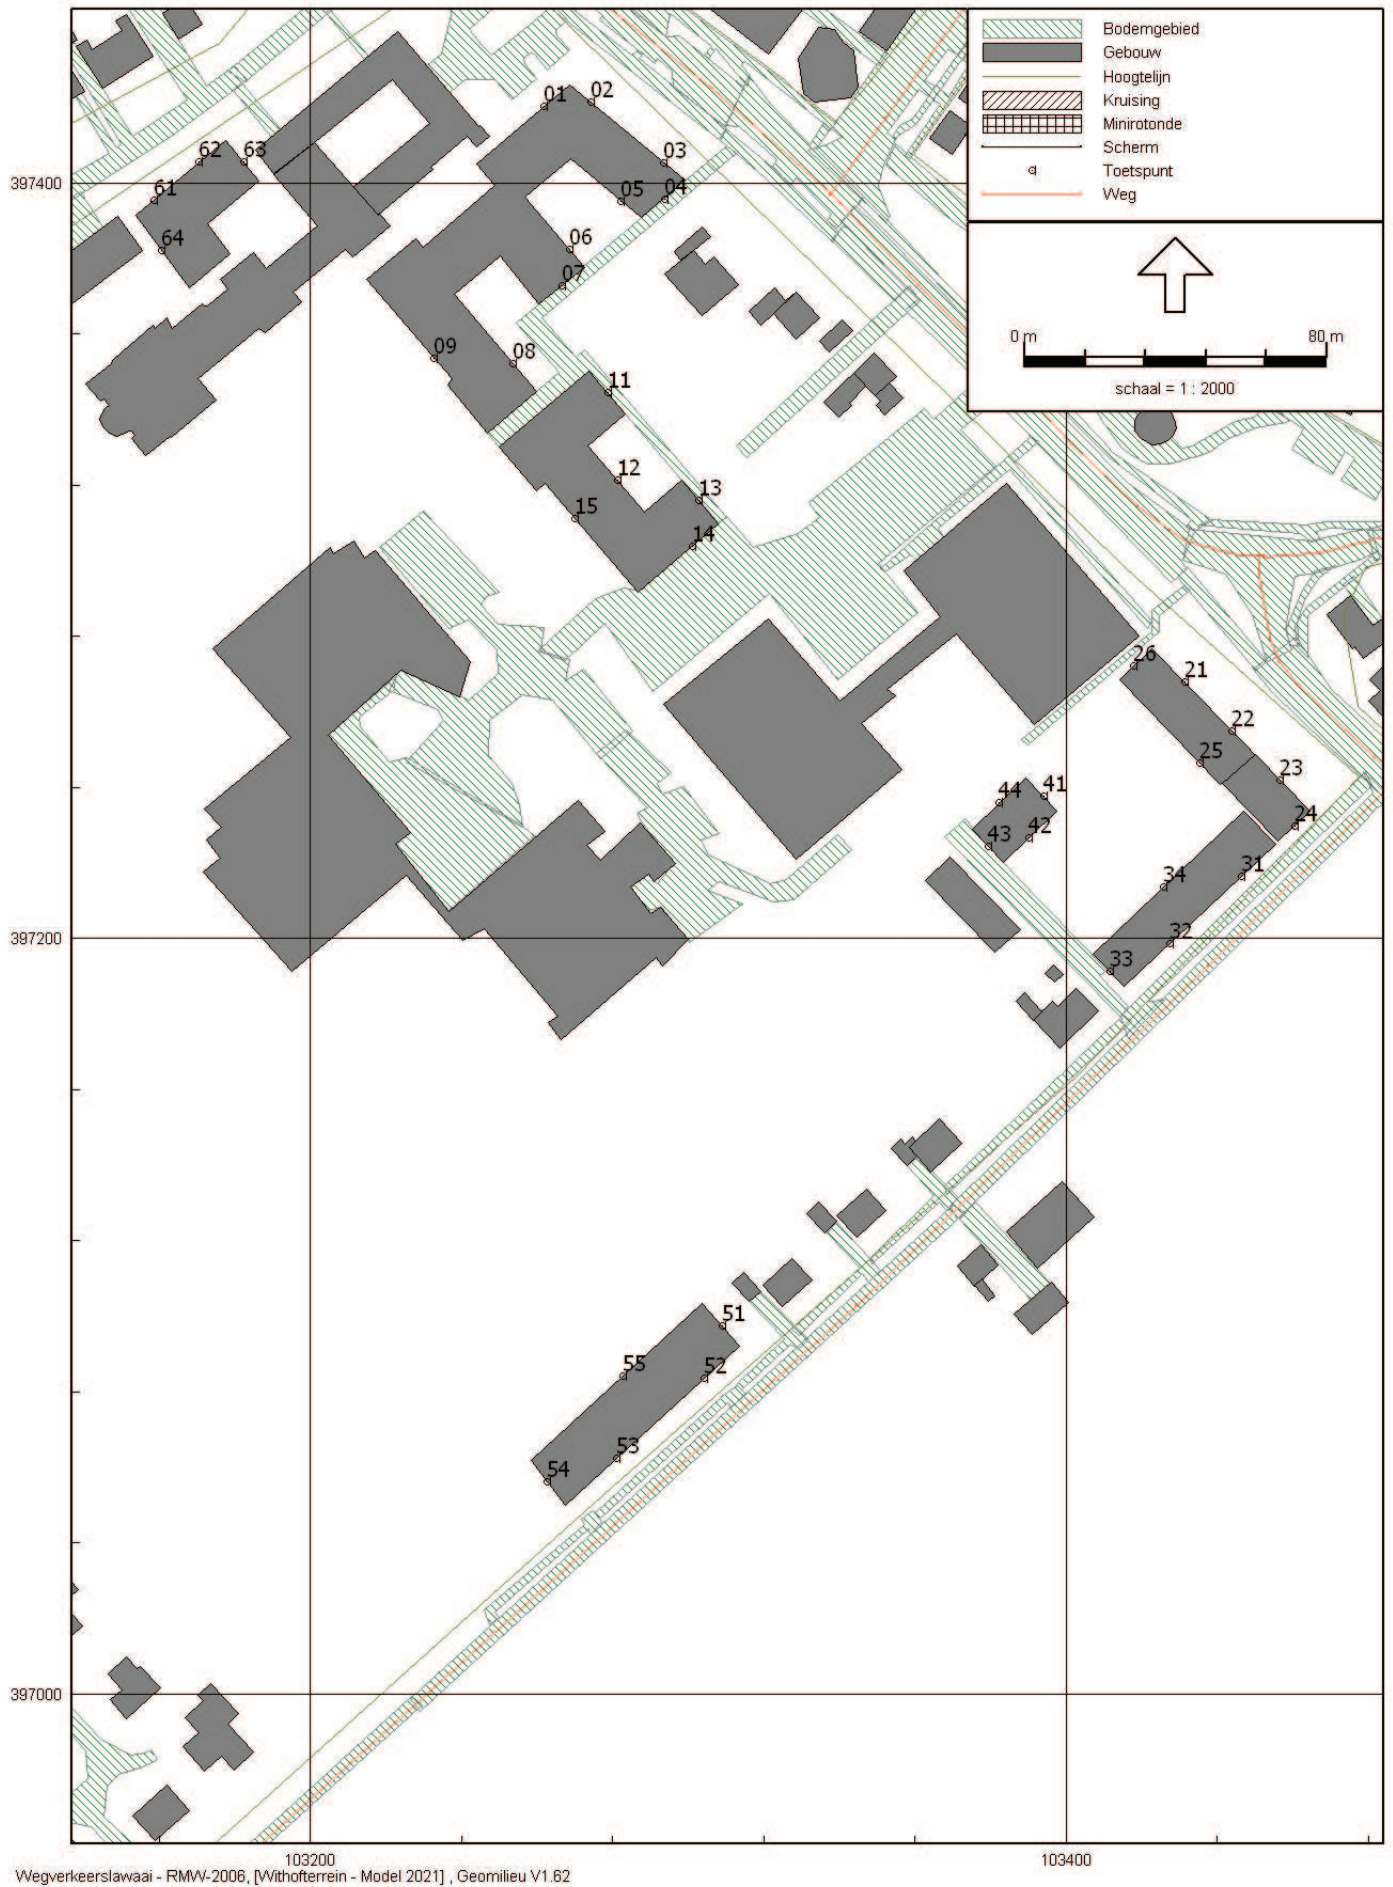 Bodemgebied
Gebouw
Hoogtelijn
Kruising
Minirotonde
Scherm
Toetspunt
Weg
0 m 80 m
schaal = 1 : 2000
01 02
62 63 03
397400
61 05 04
64 06
07
09 08
11
12
13
15
14
26 21
22
25
23
44 41
24
43 42
31
34
397200
32
33
51
55 52
53
54
397000
103200 103400
Wegverkeerslawaai - RMW-2006, [Withofterrein - Model 2021] , Geomilieu V1.62